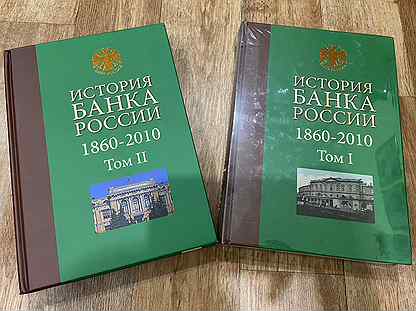 ИСТОРИЯ
БАНКА
РОССИИ
1860-2010
Том II
ИСТОРИЯ
БАНКА
РОССИИ
1860-2010
Том I